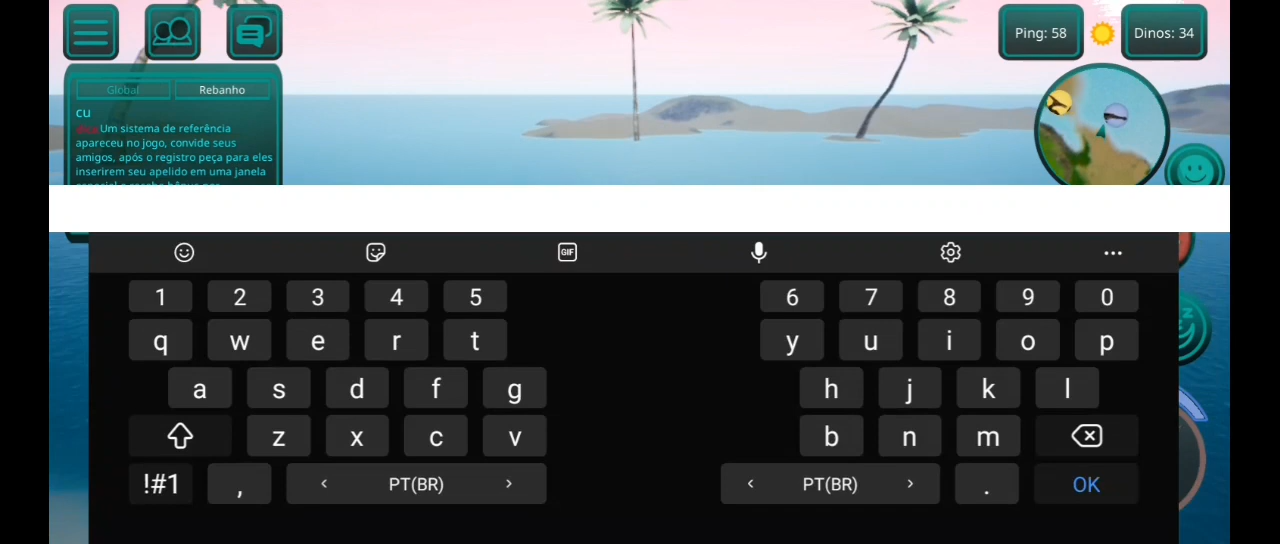 Ping: 58
Dinos: 34
Global
Rebanho
cu
Um sistema de referência
apareceu no jogo, convide seus
amigos, após o registro peça para eles
inserirem seu apelido em uma janela
GIF
1 2 3 4 5 6 7 8 9 0
q w e r t y u i o p
a s d f g h j k l
z x c v b n m
!#1 , < PT(BR) > < PT(BR) > . OK